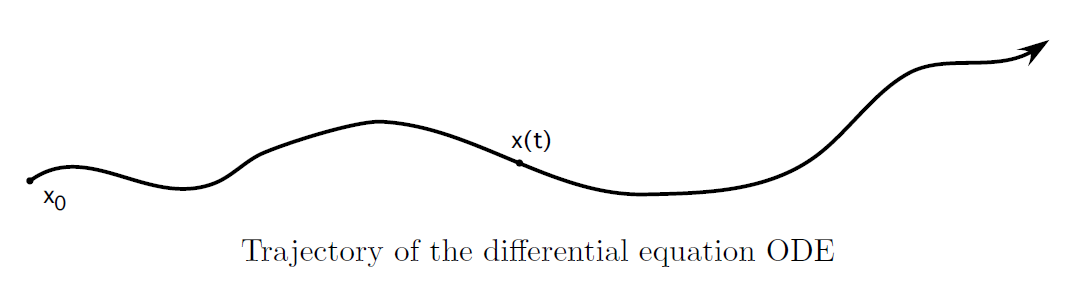 x(t)
x0
Trajectory of the differential equation ODE